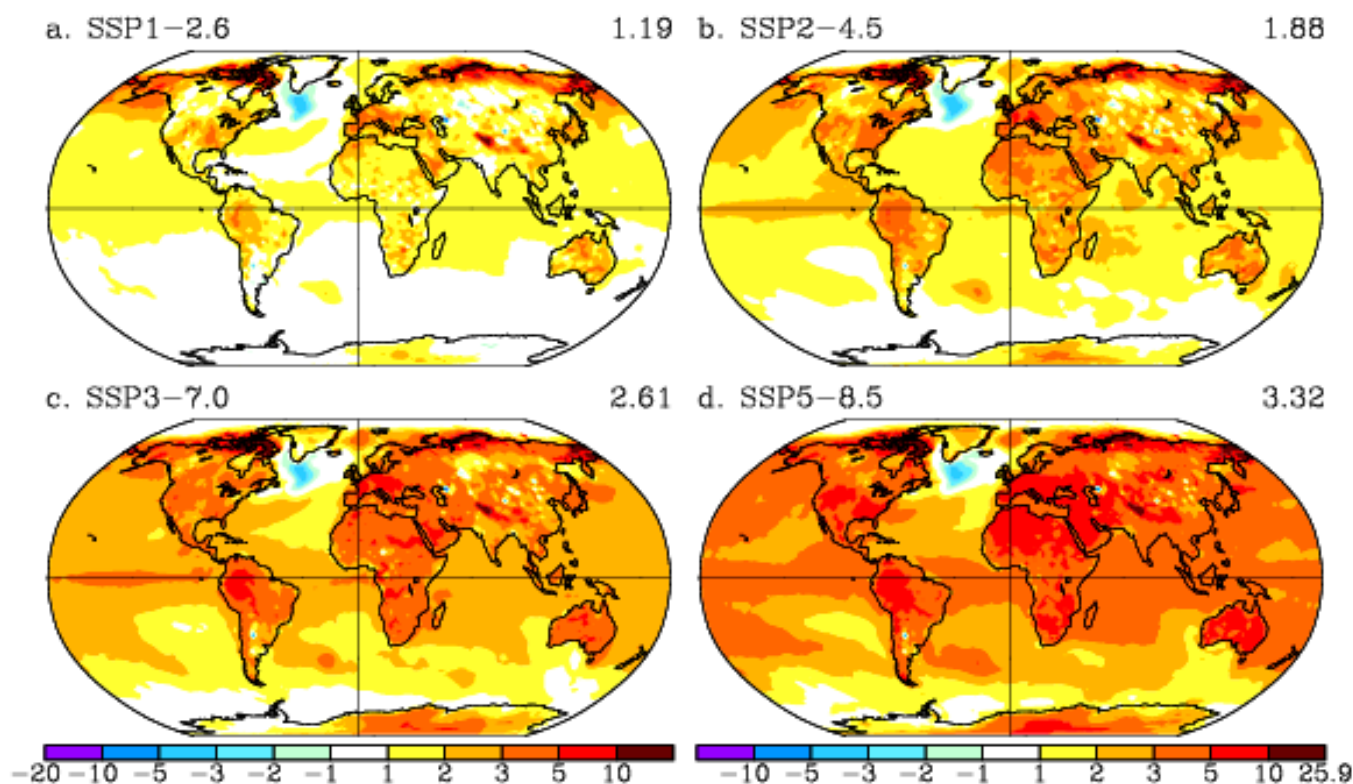 a. SSP1−2.6 1.19
b. SSP2−4.5 1.88
c. SSP3−7.0 2.61
d. SSP5−8.5 3.32
−20 −10 −5 −3 −2 −1 1 2 3 5 10
−10 −5 −3 −2 −1 1 2 3 5 10 25.9